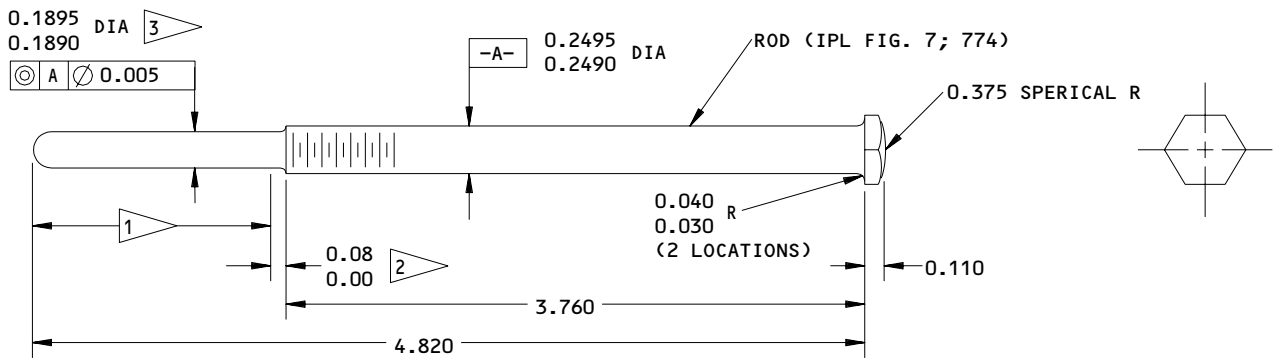 0.1895
0.1890 DIA 3
◎ A ∅ 0.005
-A- 0.2495
0.2490 DIA
ROD (IPL FIG. 7; 774)
0.375 SPERICAL R
1
0.08
0.00 2
0.040
0.030 R
(2 LOCATIONS)
0.110
3.760
4.820